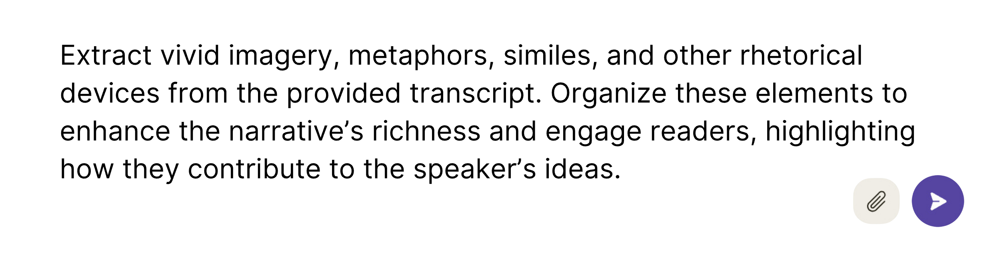 Extract vivid imagery, metaphors, similes, and other rhetorical
devices from the provided transcript. Organize these elements to
enhance the narrative’s richness and engage readers, highlighting
how they contribute to the speaker’s ideas.